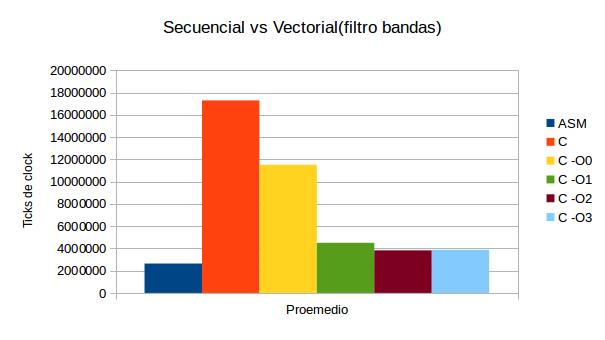 Secuencial vs Vectorial(filtro bandas)
20000000
18000000
16000000
14000000
12000000
10000000
8000000
6000000
4000000
2000000
0
Ticks de clock
Proemedio
ASM
C
C -O0
C -O1
C -O2
C -O3